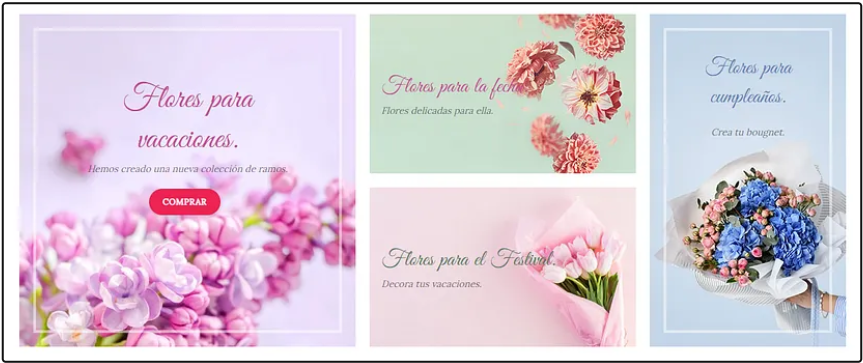 Flores para
vacaciones.
Hemos creado una nueva colección de ramos.
COMPRAR
Flores para la fecha
Flores delicadas para ella.
Flores para el Festival.
Decora tus vacaciones.
Flores para
cumpleaños.
Crea tu bougnet.